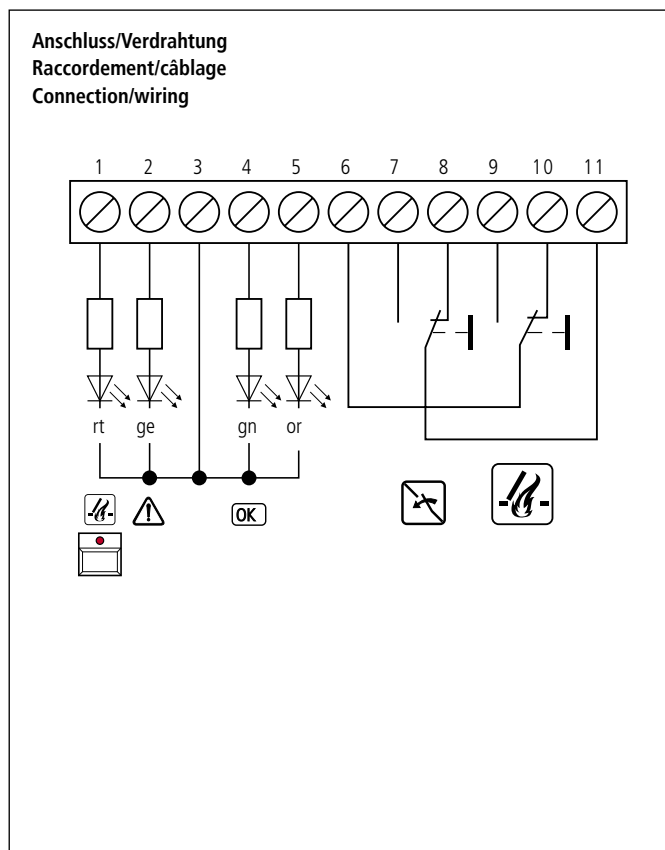 Anschluss/Verdrahtung
Raccordement/câblage
Connection/wiring
1 2 3 4 5 6 7 8 9 10 11
rt ge gn or
OK